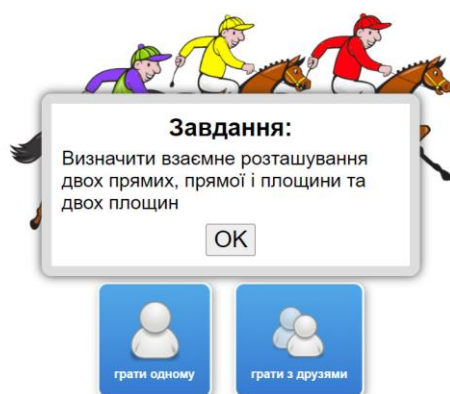 Завдання:
Визначити взаємне розташування
двох прямих, прямої і площини та
двох площин
OK
грати одному
грати з друзями